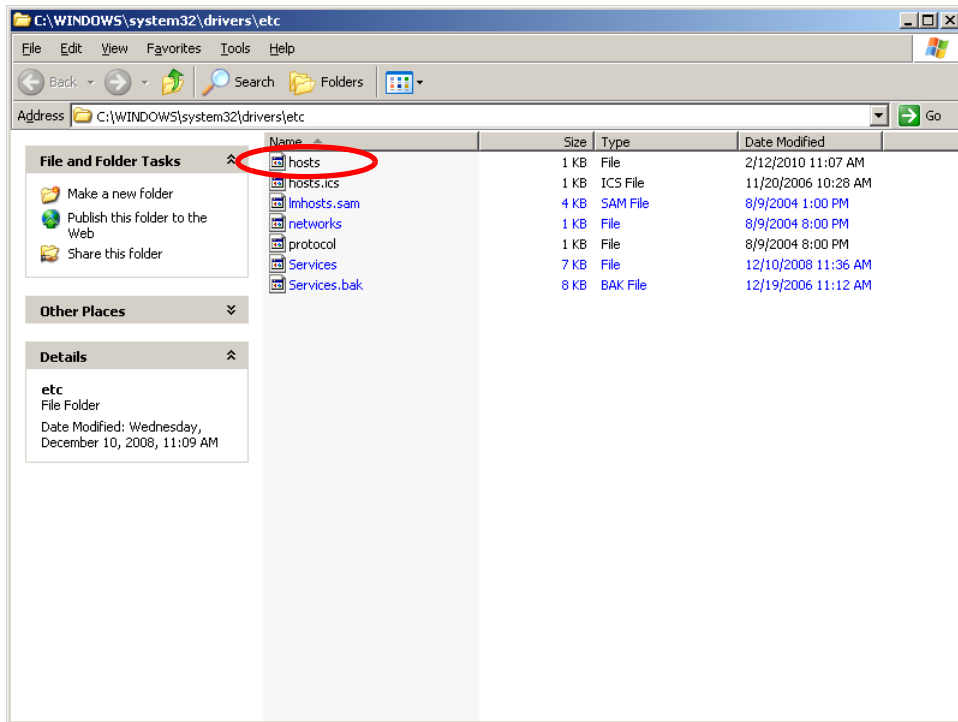 C:\WINDOWS\system32\drivers\etc
File Edit View Favorites Tools Help
Back Search Folders
Address C:\WINDOWS\system32\drivers\etc Go
Name Size Type Date Modified
File and Folder Tasks
Make a new folder
Publish this folder to the
Web
Share this folder
Other Places
Details
etc
File Folder
Date Modified: Wednesday,
December 10, 2008, 11:09 AM
hosts 1 KB File 2/12/2010 11:07 AM
hosts.ics 1 KB ICS File 11/20/2006 10:28 AM
lmhosts.sam 4 KB SAM File 8/9/2004 1:00 PM
networks 1 KB File 8/9/2004 8:00 PM
protocol 1 KB File 8/9/2004 8:00 PM
Services 7 KB File 12/10/2008 11:36 AM
Services.bak 8 KB BAK File 12/19/2006 11:12 AM